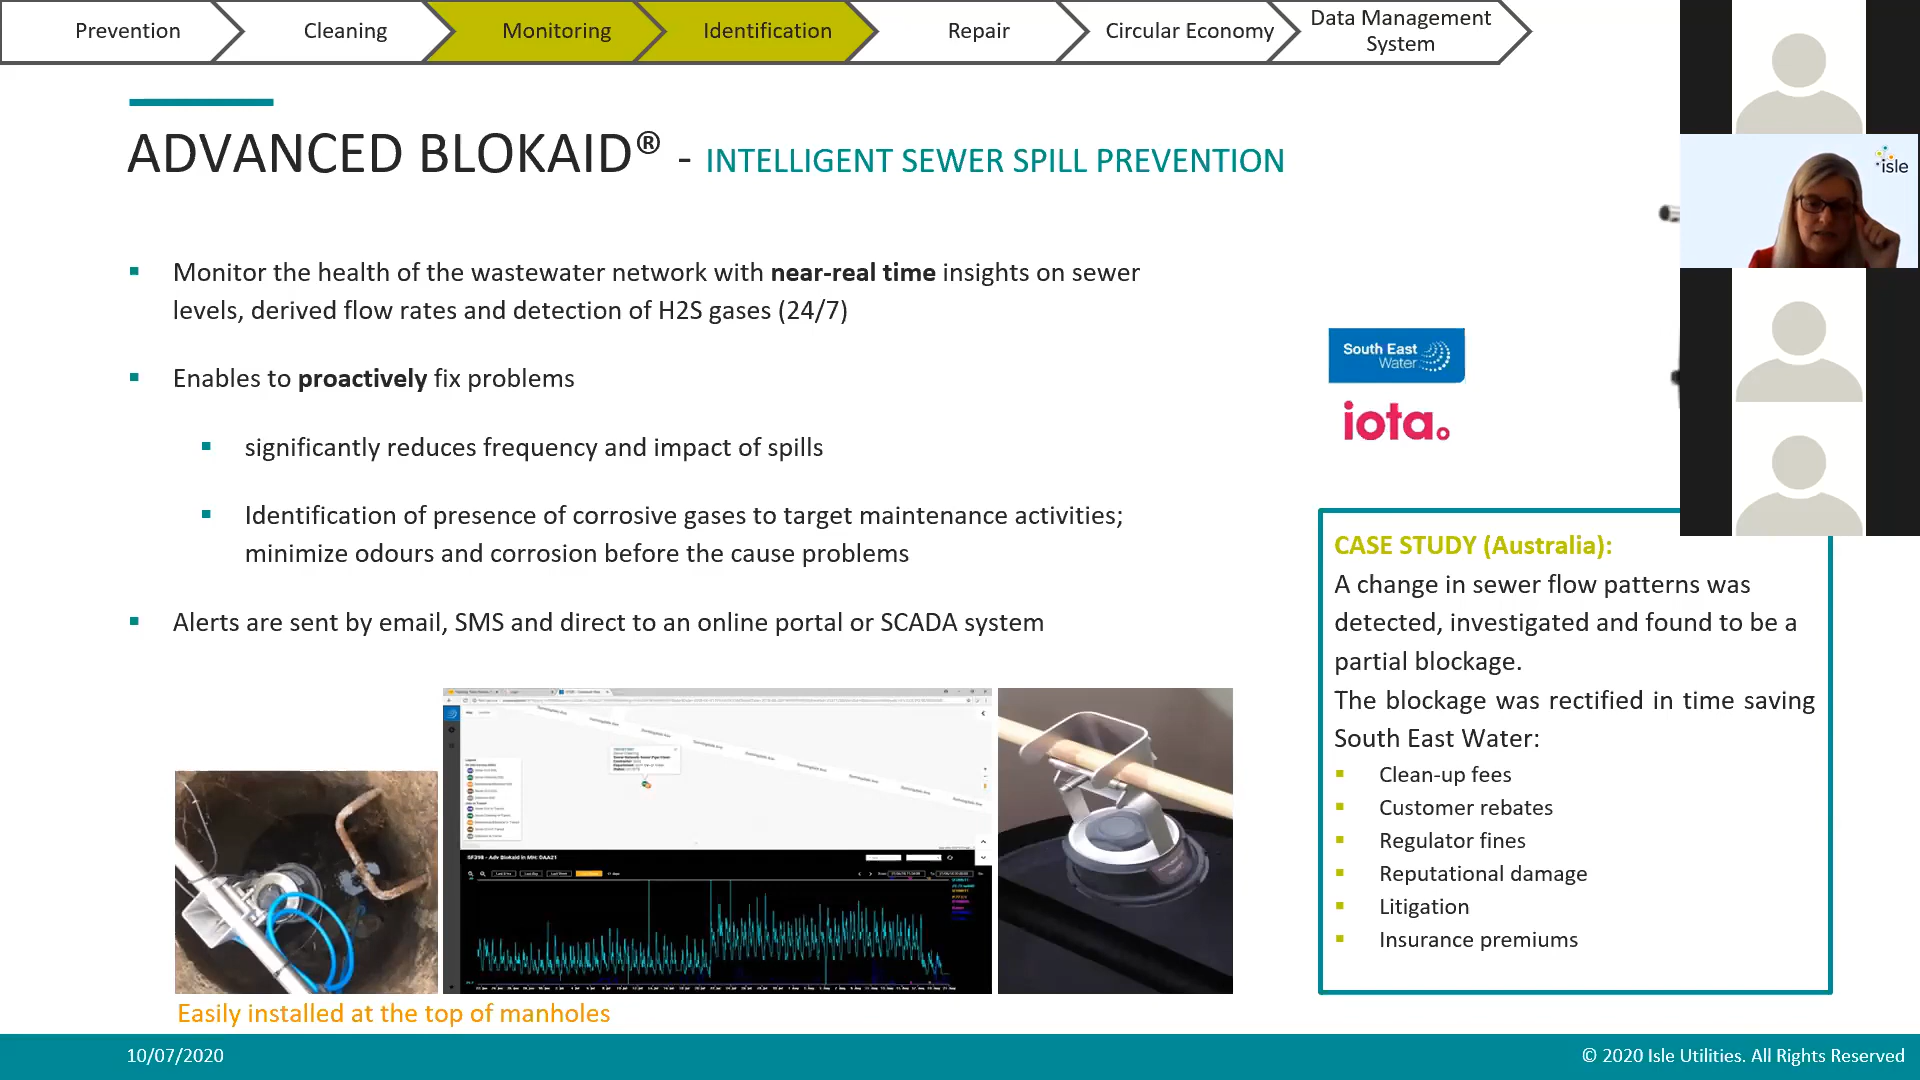 Prevention
Cleaning
Monitoring
Identification
Repair
Circular Economy
Data Management
System
isle
ADVANCED BLOKAID® - INTELLIGENT SEWER SPILL PREVENTION
Monitor the health of the wastewater network with near-real time insights on sewer
levels, derived flow rates and detection of H2S gases (24/7)
Enables to proactively fix problems
significantly reduces frequency and impact of spills
Identification of presence of corrosive gases to target maintenance activities;
minimize odours and corrosion before the cause problems
Alerts are sent by email, SMS and direct to an online portal or SCADA system
South East
Water
iota.
CASE STUDY (Australia):
A change in sewer flow patterns was
detected, investigated and found to be a
partial blockage.
The blockage was rectified in time saving
South East Water:
Clean-up fees
Customer rebates
Regulator fines
Reputational damage
Litigation
Insurance premiums
SF398 - Adv BlokAid in MH: DAA21
Easily installed at the top of manholes
10/07/2020
© 2020 Isle Utilities. All Rights Reserved